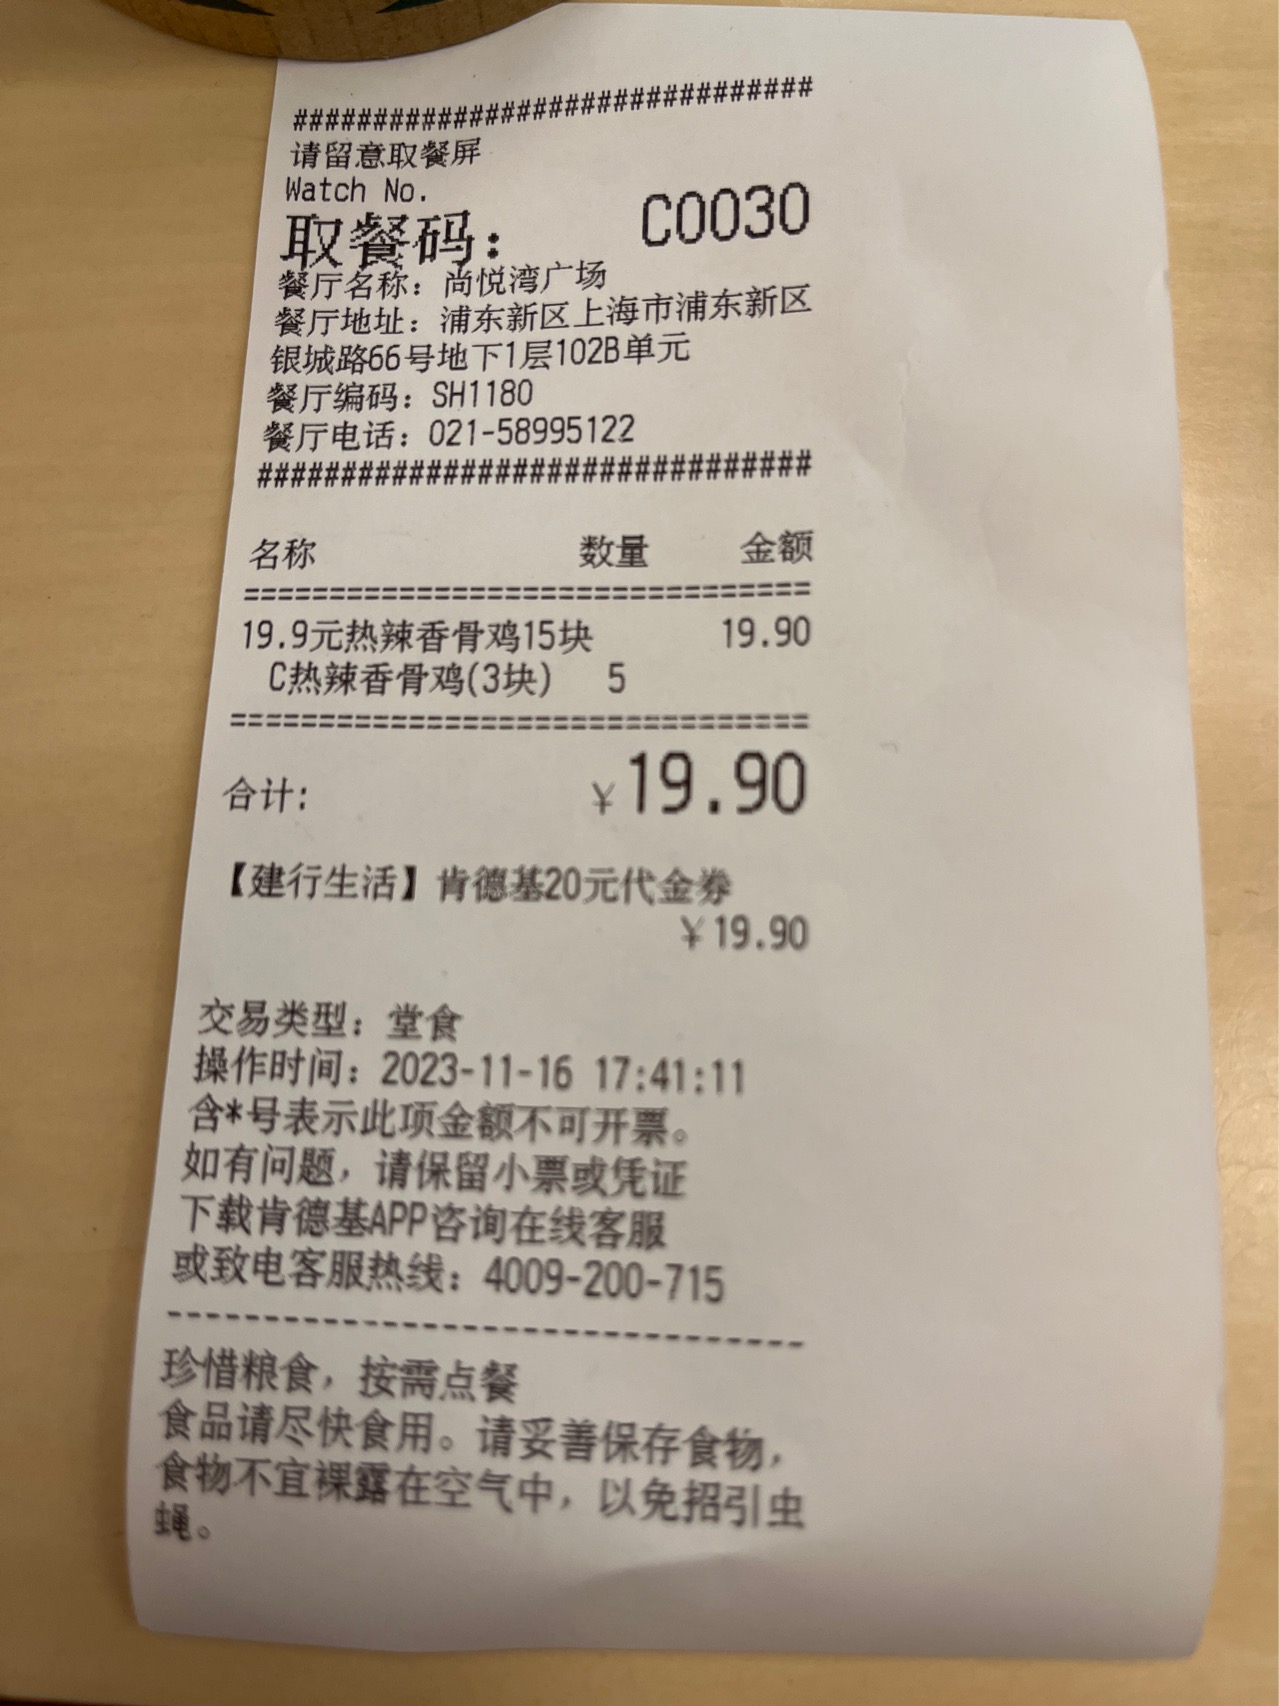 #################################
请留意取餐屏
Watch No.
取餐码： C0030
餐厅名称：尚悦湾广场
餐厅地址：浦东新区上海市浦东新区
银城路66号地下1层102B单元
餐厅编码：SH1180
餐厅电话：021-58995122
#################################
名称 数量 金额
================================
19.9元热辣香骨鸡15块 19.90
C热辣香骨鸡(3块) 5
================================
合计: ¥19.90
【建行生活】肯德基20元代金券
¥19.90
交易类型：堂食
操作时间：2023-11-16 17:41:11
含*号表示此项金额不可开票。
如有问题，请保留小票或凭证
下载肯德基APP咨询在线客服
或致电客服热线：4009-200-715
--------------------------------
珍惜粮食，按需点餐
食品请尽快食用。请妥善保存食物，
食物不宜裸露在空气中，以免招引虫
蝇。